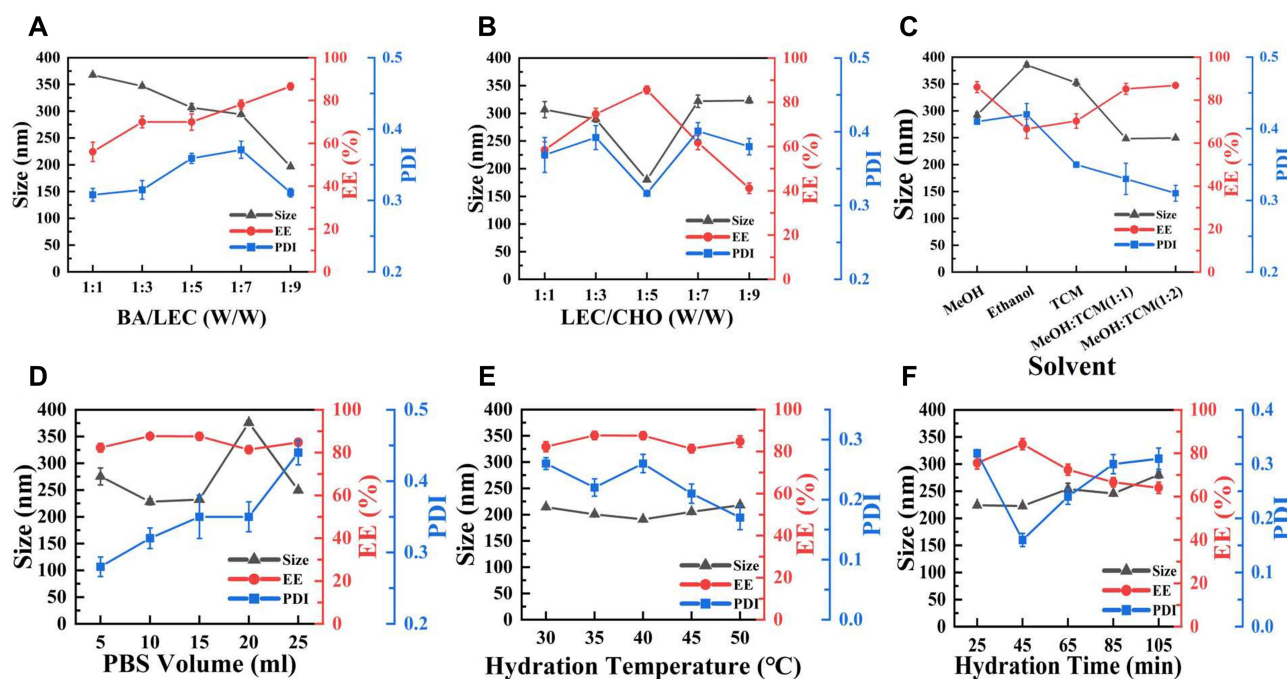 A
Size (nm)
400
350
300
250
200
150
100
50
0
1:1 1:3 1:5 1:7 1:9
BA/LEC (W/W)
Size
EE
PDI
100
80
60
40
20
0
EE (%)
0.5
0.4
0.3
0.2
PDI
B
Size (nm)
400
350
300
250
200
150
100
50
0
1:1 1:3 1:5 1:7 1:9
LEC/CHO (W/W)
Size
EE
PDI
100
80
60
40
20
0
EE (%)
0.5
0.4
0.3
0.2
PDI
C
Size (nm)
400
350
300
250
200
150
100
50
0
MeOH
Ethanol
TCM
MeOH:TCM(1:1)
MeOH:TCM(1:2)
Solvent
Size
EE
PDI
100
80
60
40
20
0
EE (%)
0.5
0.4
0.3
0.2
PDI
D
Size (nm)
400
350
300
250
200
150
100
50
0
5 10 15 20 25
PBS Volume (ml)
Size
EE
PDI
100
80
60
40
20
0
EE (%)
0.5
0.4
0.3
0.2
PDI
E
Size (nm)
400
350
300
250
200
150
100
50
0
30 35 40 45 50
Hydration Temperature (°C)
Size
EE
PDI
100
80
60
40
20
0
EE (%)
0.3
0.2
0.1
0.0
PDI
F
Size (nm)
400
350
300
250
200
150
100
50
0
25 45 65 85 105
Hydration Time (min)
Size
EE
PDI
100
80
60
40
20
0
EE (%)
0.4
0.3
0.2
0.1
0.0
PDI